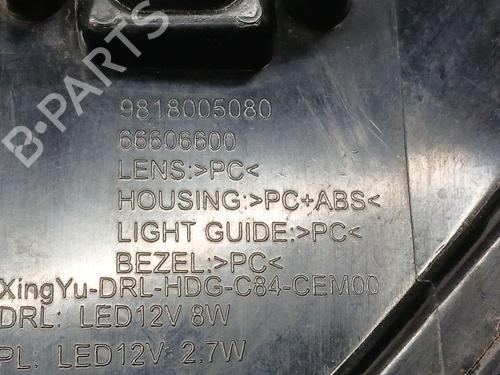 9818005080
66606600
LENS:>PC<
HOUSING:>PC+ABS<
LIGHT GUIDE:>PC<
BEZEL:>PC<
XingYu-DRL-HDG-C84-CEM00
DRL: LED12V 8W
PL: LED12V 2.7W
B-PARTS